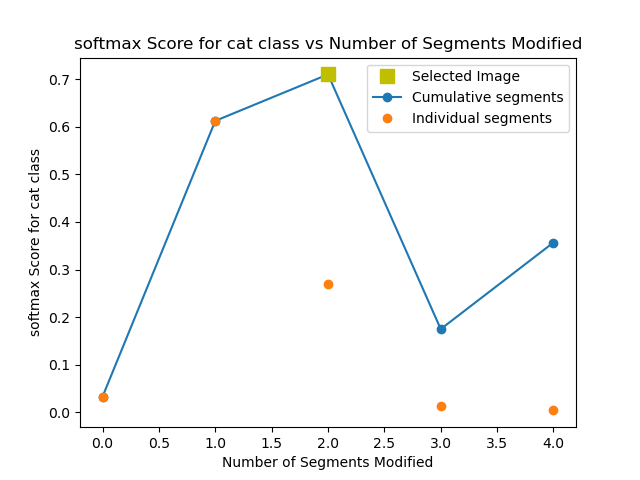 softmax Score for cat class vs Number of Segments Modified
Selected Image
Cumulative segments
Individual segments
softmax Score for cat class
0.7
0.6
0.5
0.4
0.3
0.2
0.1
0.0
0.0 0.5 1.0 1.5 2.0 2.5 3.0 3.5 4.0
Number of Segments Modified